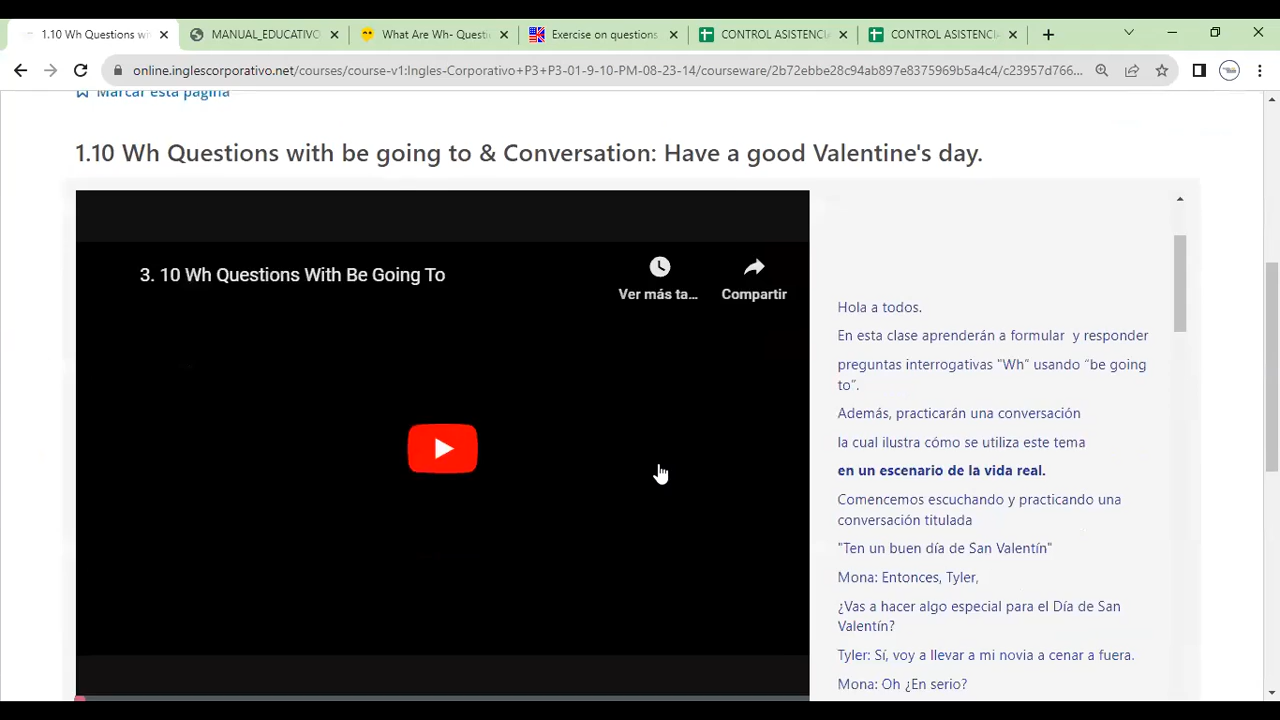 1.10 Wh Questions wi
MANUAL_EDUCATIVO
What Are Wh- Quest
Exercise on questions
CONTROL ASISTENCIA
CONTROL ASISTENCIA
online.inglescorporativo.net/courses/course-v1:Ingles-Corporativo+P3+P3-01-9-10-PM-08-23-14/courseware/2b72ebbe28c94ab897e8375969b5a4c4/c23957d766...
Marcar esta página
1.10 Wh Questions with be going to & Conversation: Have a good Valentine's day.
3. 10 Wh Questions With Be Going To
Ver más ta...
Compartir
Hola a todos.
En esta clase aprenderán a formular y responder
preguntas interrogativas "Wh" usando "be going
to".
Además, practicarán una conversación
la cual ilustra cómo se utiliza este tema
en un escenario de la vida real.
Comencemos escuchando y practicando una
conversación titulada
"Ten un buen día de San Valentín"
Mona: Entonces, Tyler,
¿Vas a hacer algo especial para el Día de San
Valentín?
Tyler: Sí, voy a llevar a mi novia a cenar a fuera.
Mona: Oh ¿En serio?